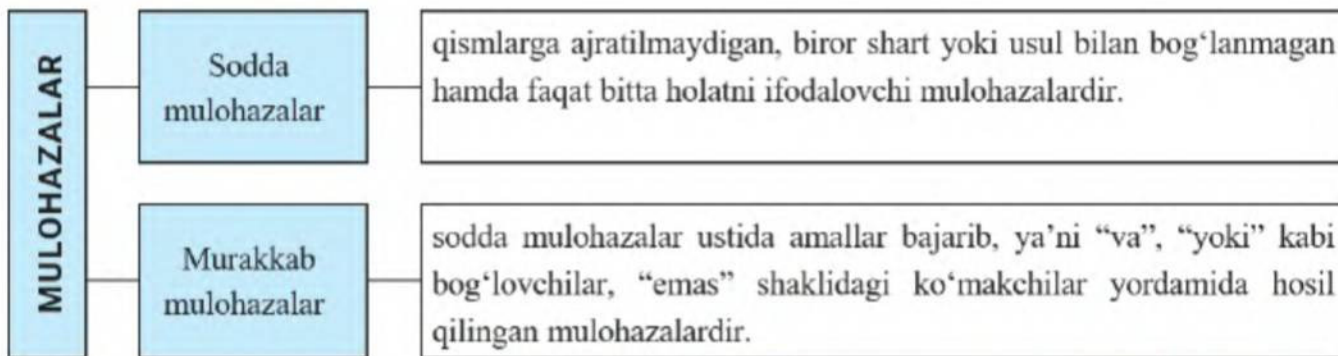 MULOHAZALAR
Sodda
mulohazalar
qismlarga ajratilmaydigan, biror shart yoki usul bilan bog‘lanmagan
hamda faqat bitta holatni ifodalovchi mulohazalardir.
Murakkab
mulohazalar
sodda mulohazalar ustida amallar bajarib, ya’ni “va”, “yoki” kabi
bog‘lovchilar, “emas” shaklidagi ko‘makchilar yordamida hosil
qilingan mulohazalardir.